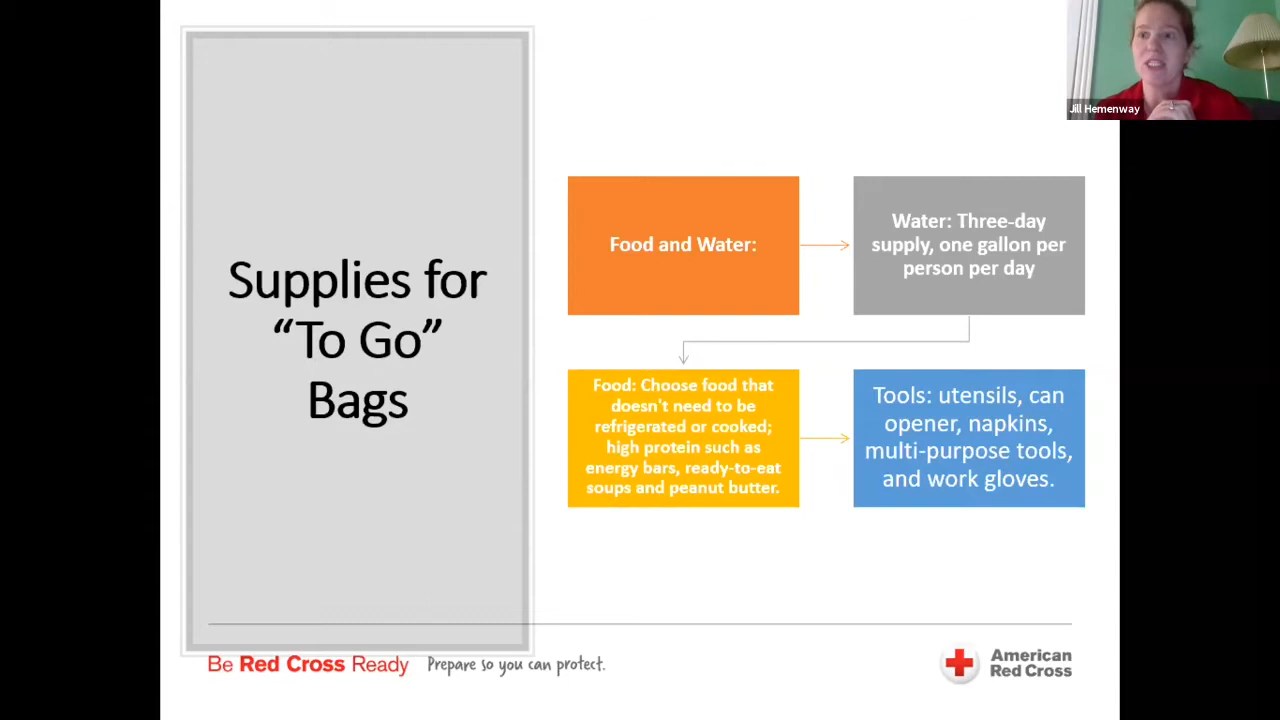 Jill Hemenway
Supplies for
“To Go”
Bags
Food and Water:
Water: Three-day
supply, one gallon per
person per day
Food: Choose food that
doesn't need to be
refrigerated or cooked;
high protein such as
energy bars, ready-to-eat
soups and peanut butter.
Tools: utensils, can
opener, napkins,
multi-purpose tools,
and work gloves.
Be Red Cross Ready
Prepare so you can protect.
American
Red Cross